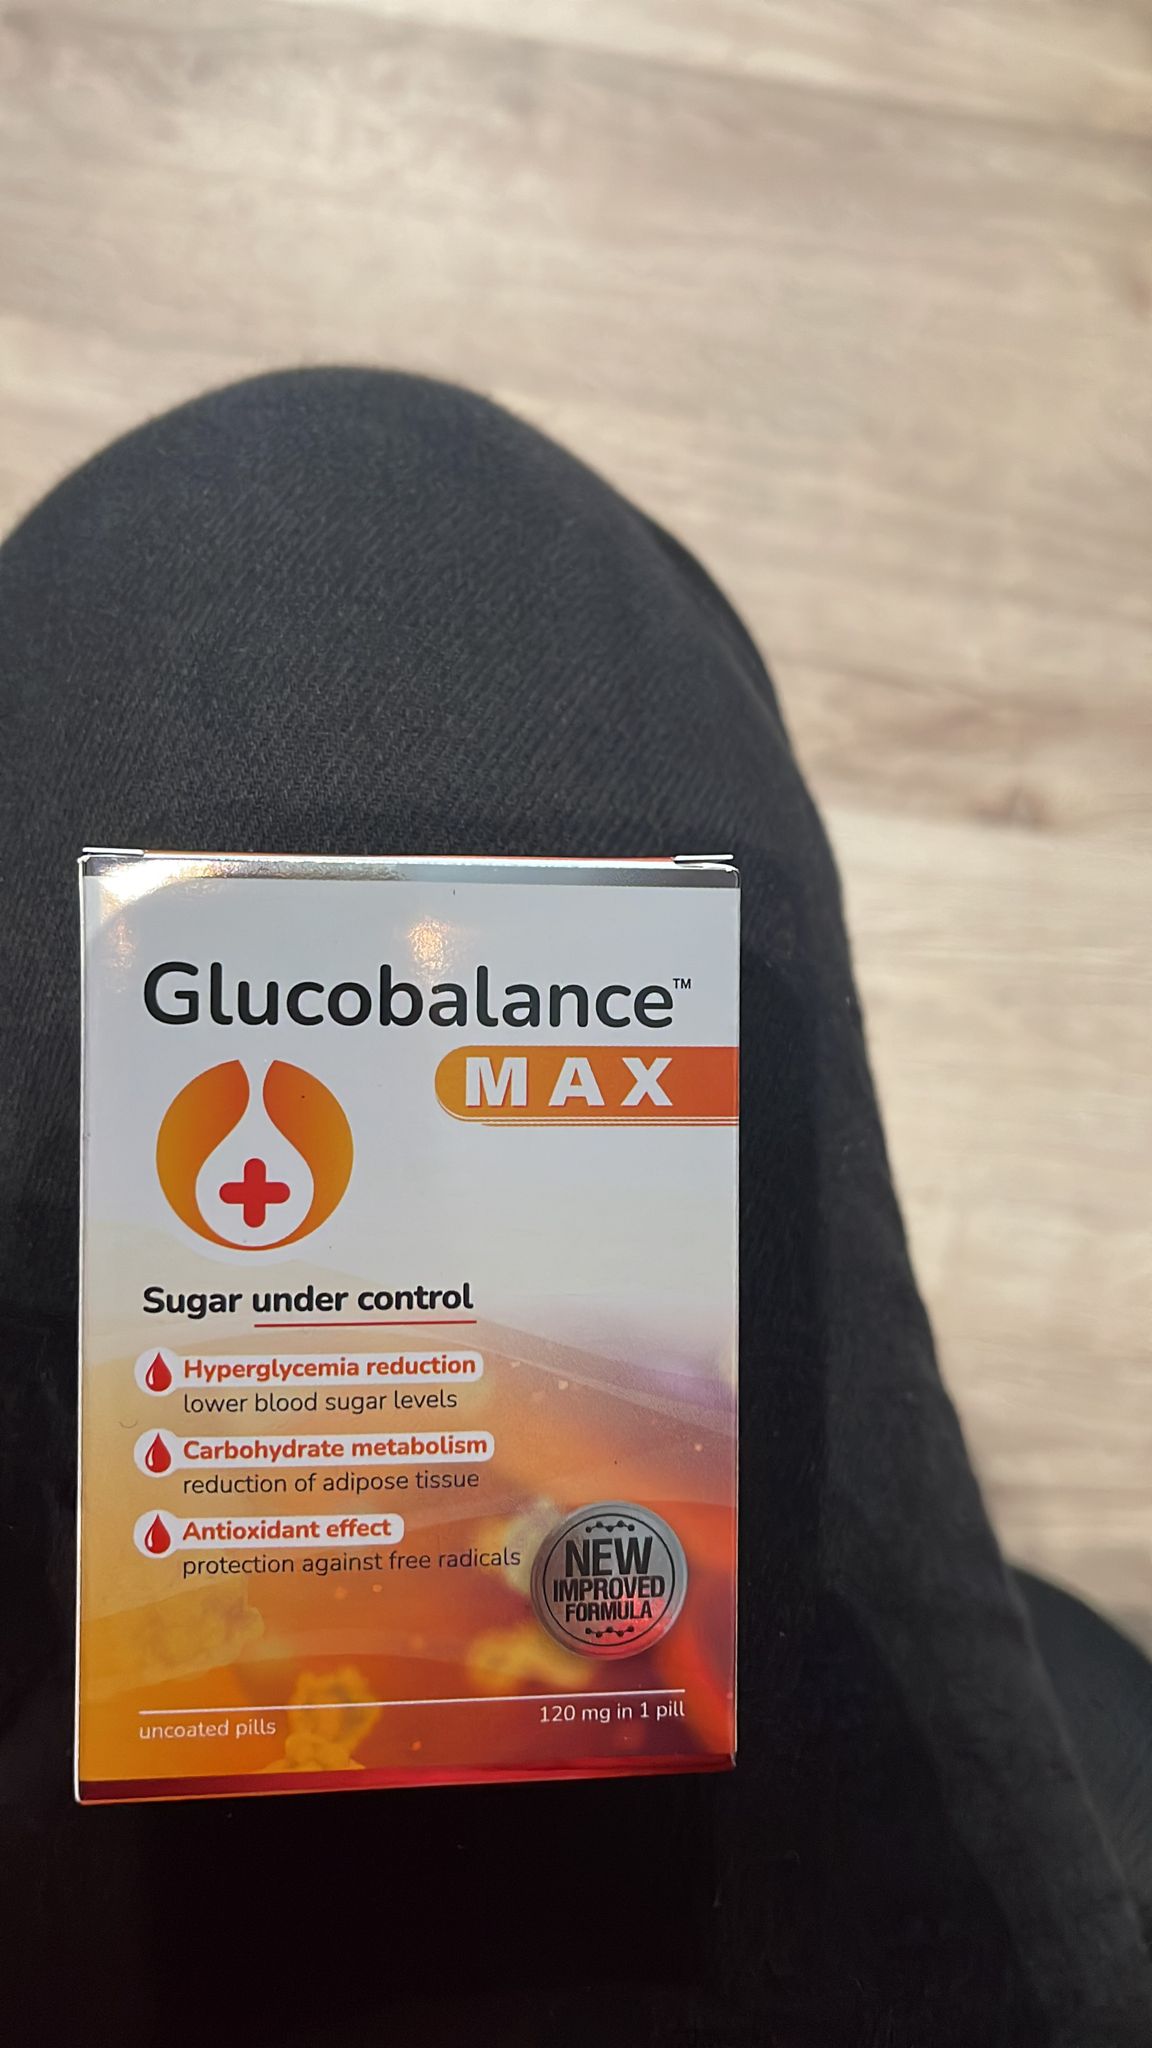 Glucobalance™
MAX
Sugar under control
Hyperglycemia reduction
lower blood sugar levels
Carbohydrate metabolism
reduction of adipose tissue
Antioxidant effect
protection against free radicals
NEW
IMPROVED
FORMULA
uncoated pills
120 mg in 1 pill